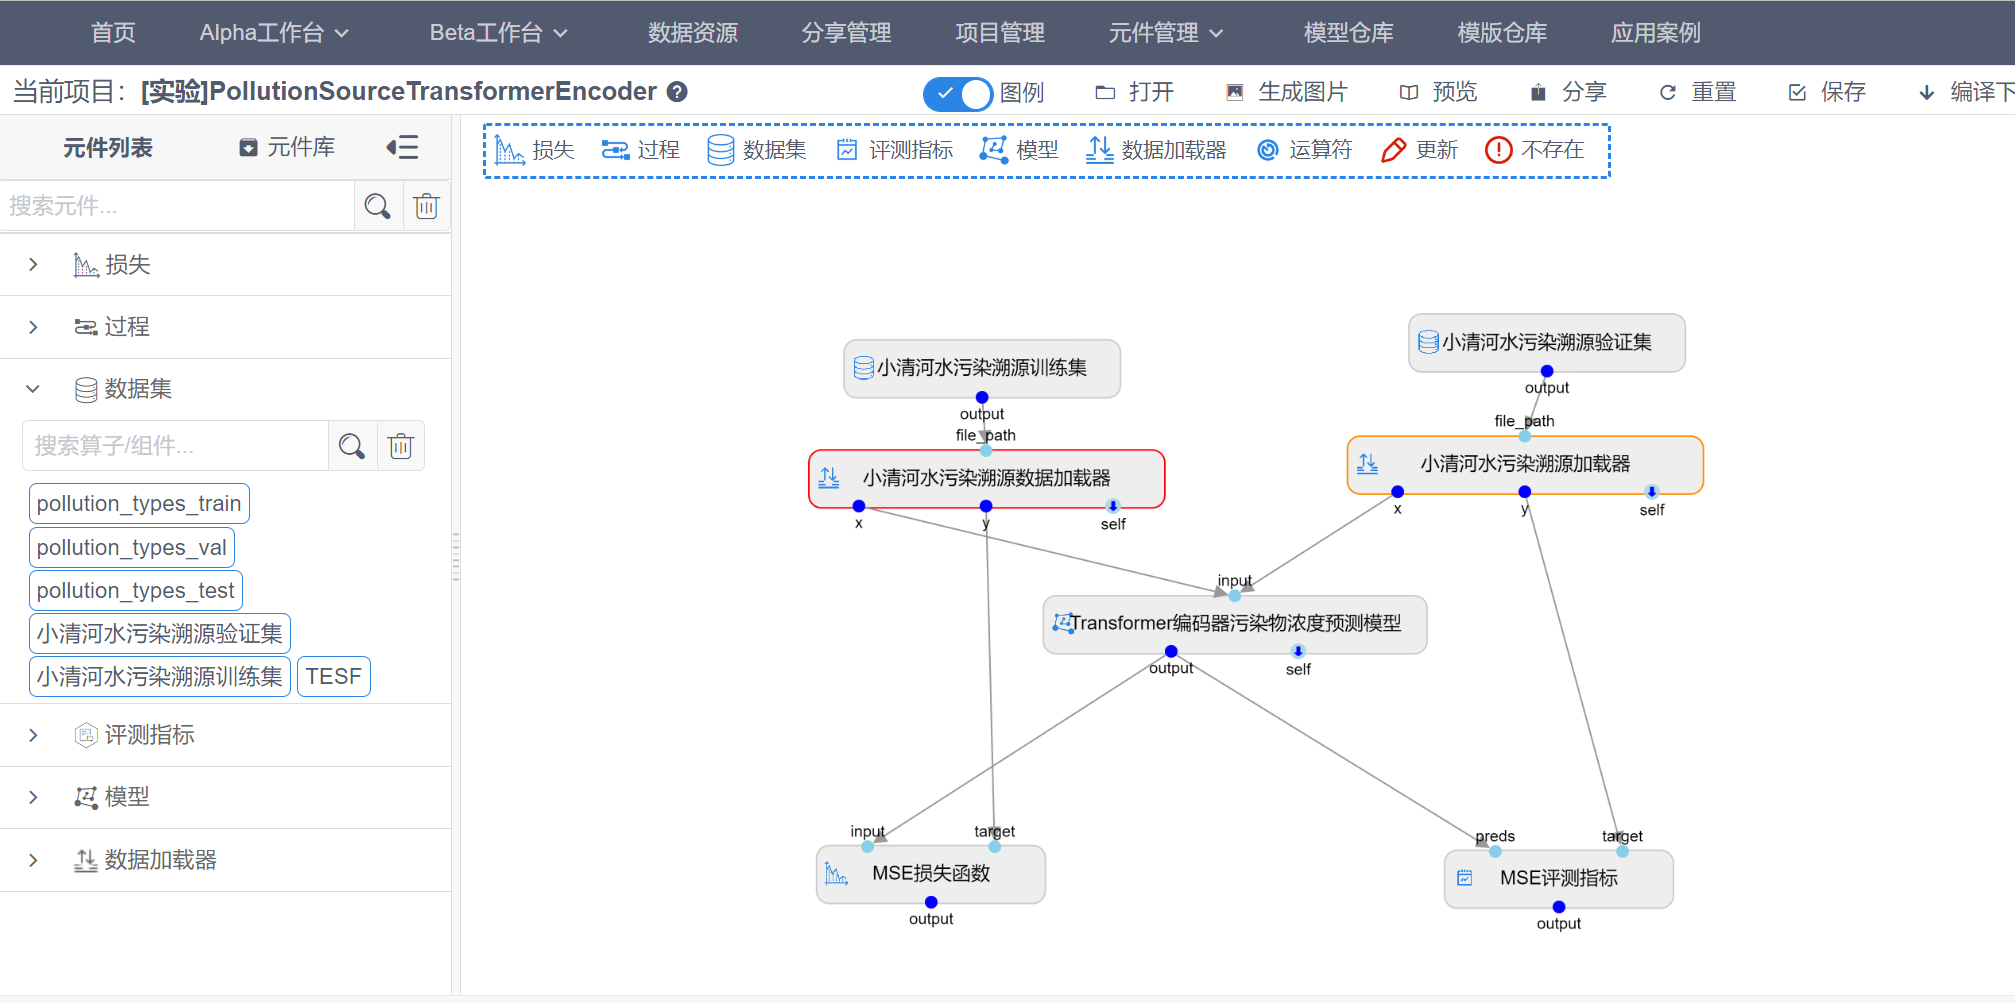 首页
Alpha工作台
Beta工作台
数据资源
分享管理
项目管理
元件管理
模型仓库
模版仓库
应用案例
当前项目：[实验]PollutionSourceTransformerEncoder
图例
打开
生成图片
预览
分享
重置
保存
编译下
元件列表
元件库
搜索元件...
损失
过程
数据集
搜索算子/组件...
pollution_types_train
pollution_types_val
pollution_types_test
小清河水污染溯源验证集
小清河水污染溯源训练集
TESF
评测指标
模型
数据加载器
损失
过程
数据集
评测指标
模型
数据加载器
运算符
更新
不存在
小清河水污染溯源训练集
output
file_path
小清河水污染溯源数据加载器
x
y
self
小清河水污染溯源验证集
output
file_path
小清河水污染溯源加载器
x
y
self
input
Transformer编码器污染物浓度预测模型
output
self
input
target
MSE损失函数
output
preds
target
MSE评测指标
output